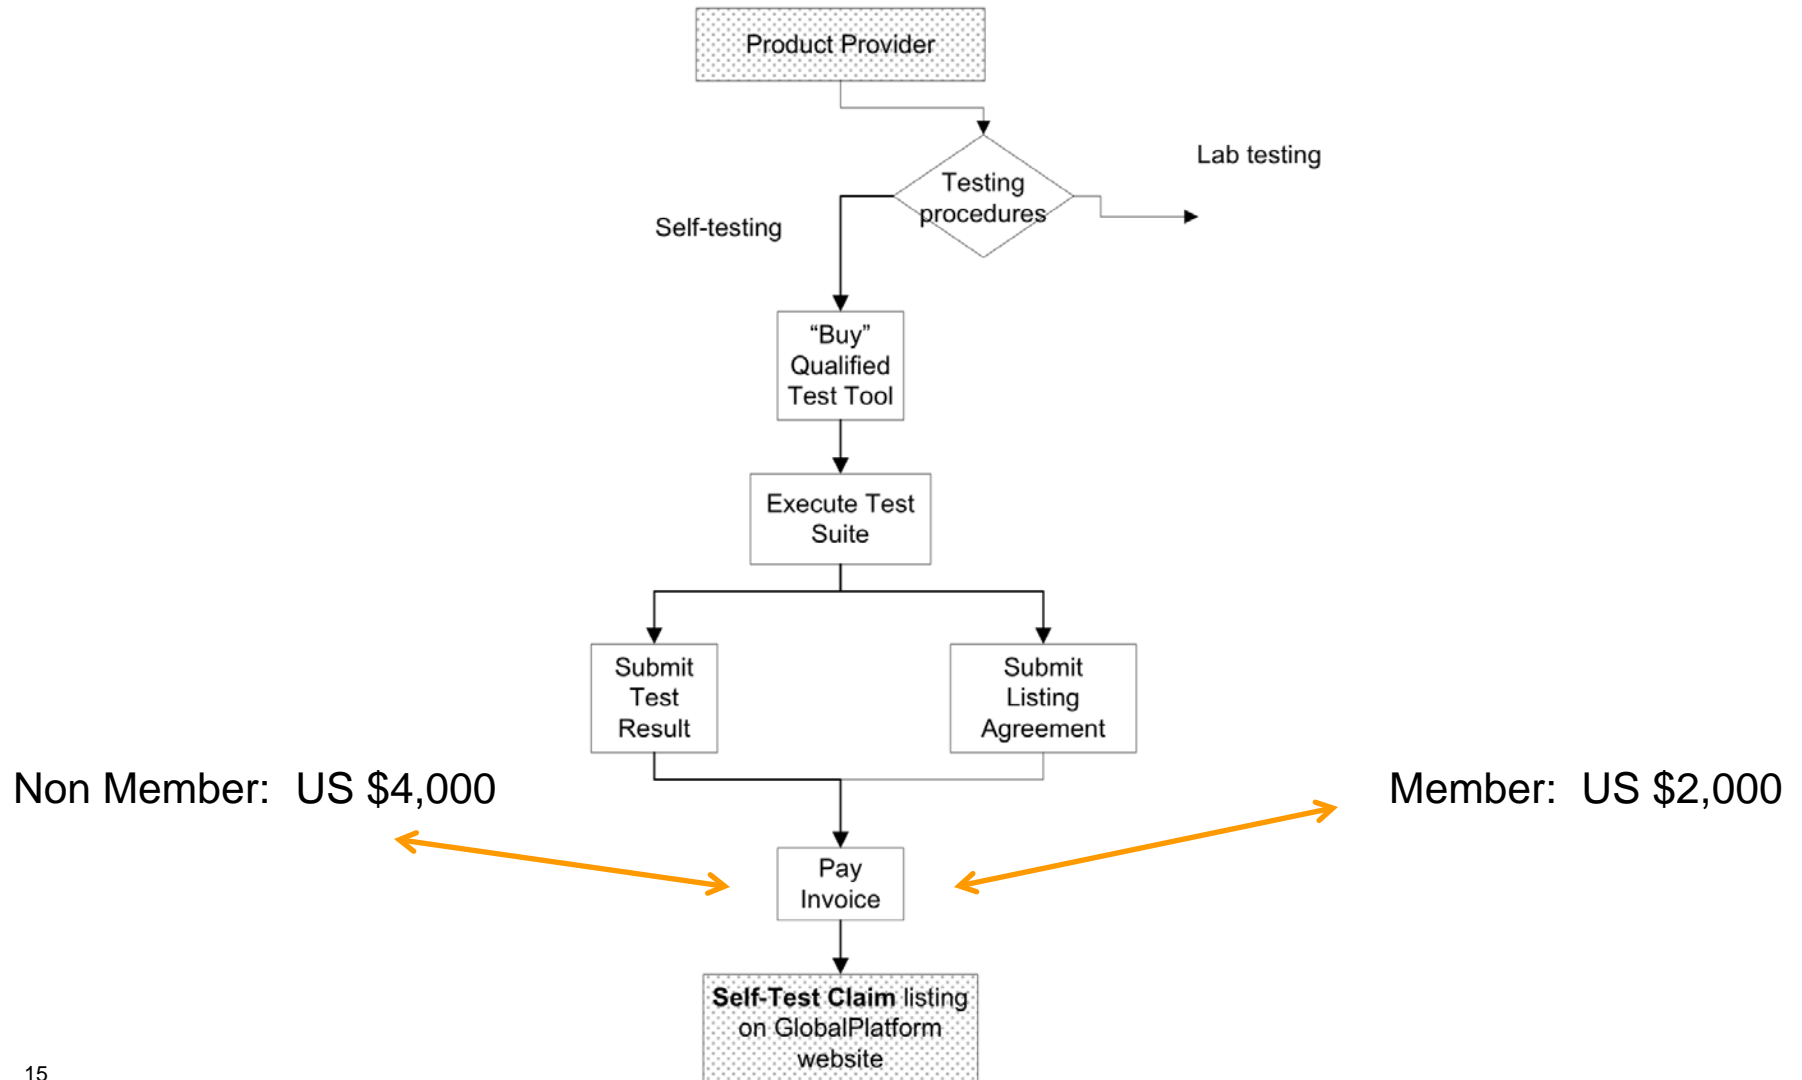 Product Provider
Lab testing
Testing
procedures
Self-testing
“Buy”
Qualified
Test Tool
Execute Test
Suite
Submit
Test
Result
Submit
Listing
Agreement
Non Member:  US $4,000
Member:  US $2,000
Pay
Invoice
Self-Test Claim listing
on GlobalPlatform
website
15